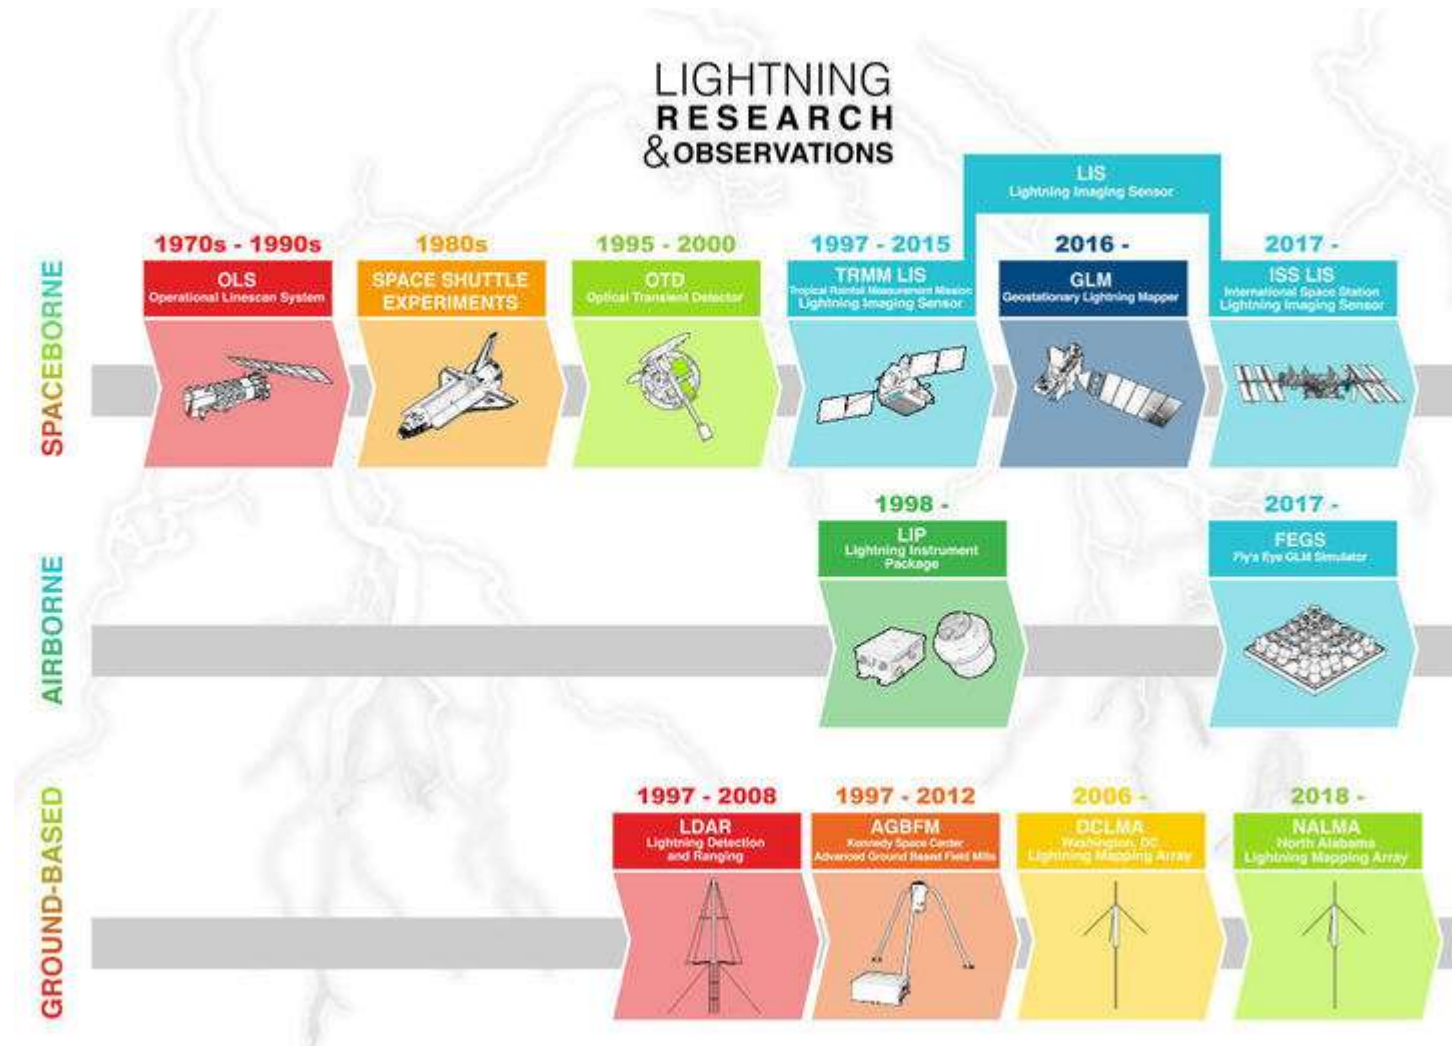 LIGHTNING
RESEARCH
&OBSERVATIONS
LIS
Lightning Imaging Sensor
SPACEBORNE
1970s - 1990s
OLS
Operational Linescan System
1980s
SPACE SHUTTLE
EXPERIMENTS
1995 - 2000
OTD
Optical Transient Detector
1997 - 2015
TRMM LIS
Tropical Rainfall Measurement Mission
Lightning Imaging Sensor
2016 -
GLM
Geostationary Lightning Mapper
2017 -
ISS LIS
International Space Station
Lightning Imaging Sensor
AIRBORNE
1998 -
LIP
Lightning Instrument
Package
2017 -
FEGS
Fly's Eye GLM Simulator
GROUND-BASED
1997 - 2008
LDAR
Lightning Detection
and Ranging
1997 - 2012
AGBFM
Kennedy Space Center
Advanced Ground Based Field Mills
2006 -
DCLMA
Washington, DC
Lightning Mapping Array
2018 -
NALMA
North Alabama
Lightning Mapping Array